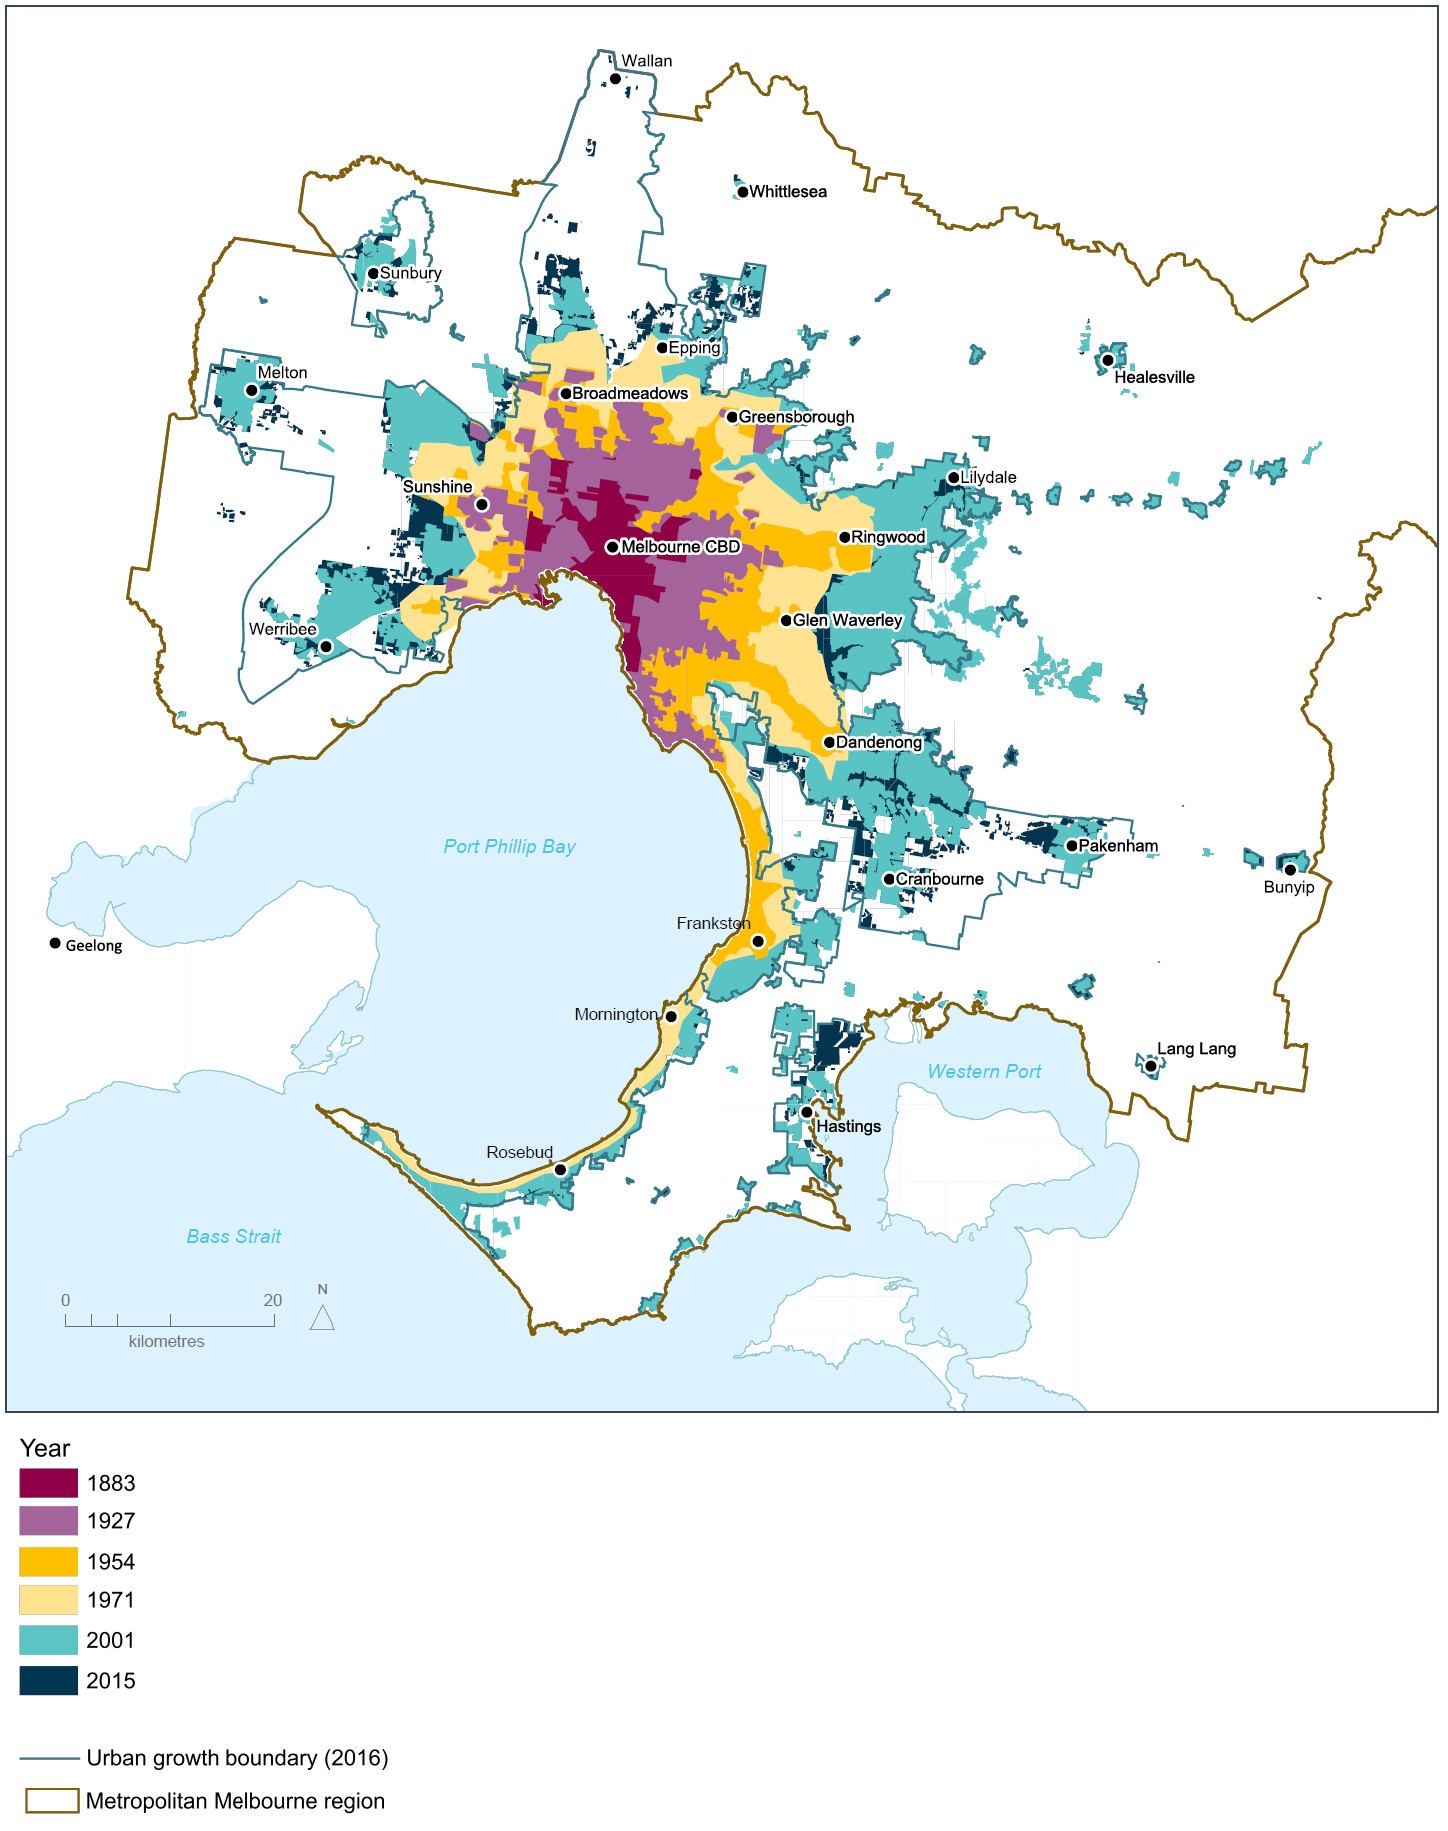 Wallan
Whittlesea
Sunbury
Epping
Melton
Healesville
Broadmeadows
Greensborough
Lilydale
Sunshine
Ringwood
Melbourne CBD
Glen Waverley
Werribee
Dandenong
Port Phillip Bay
Pakenham
Cranbourne
Bunyip
Frankston
Geelong
Mornington
Lang Lang
Western Port
Hastings
Rosebud
Bass Strait
N
0 20
kilometres
Year
1883
1927
1954
1971
2001
2015
Urban growth boundary (2016)
Metropolitan Melbourne region